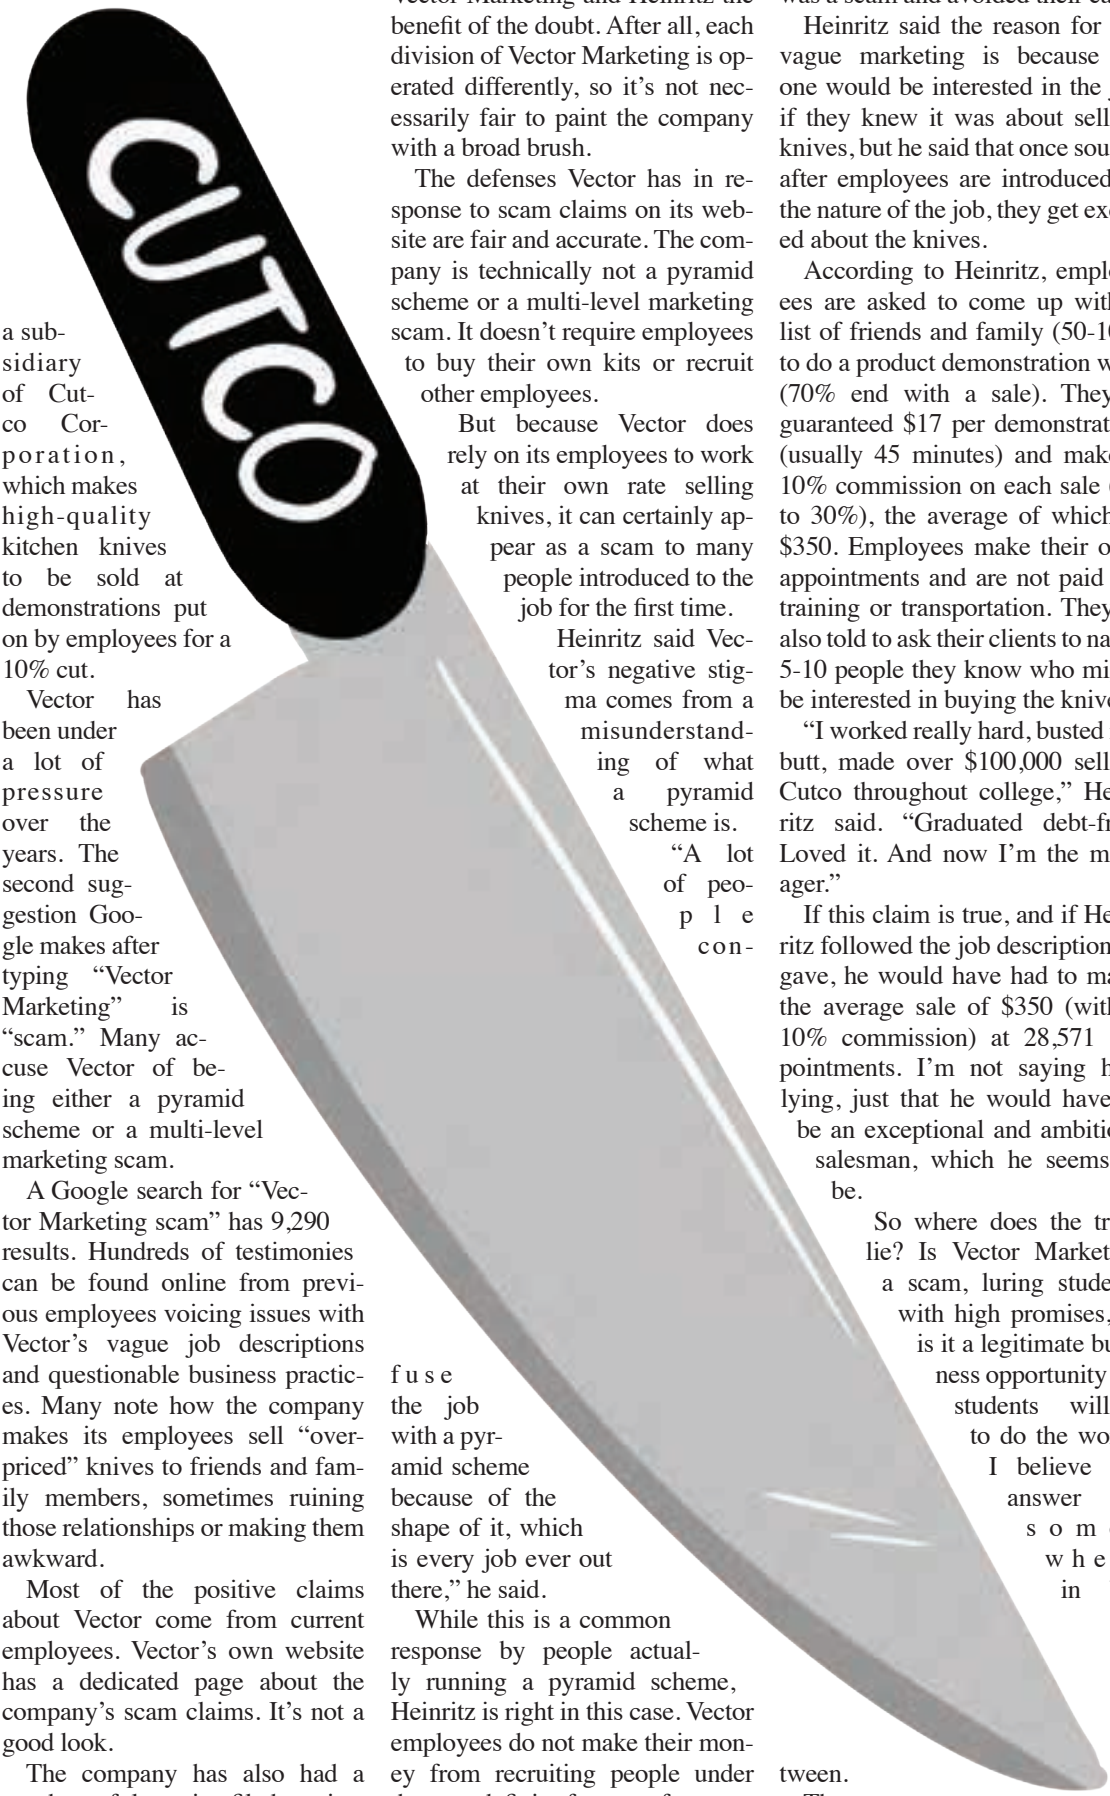 CUTCO
a sub-
sidiary
of Cut-
co Cor-
poration,
which makes
high-quality
kitchen knives
to be sold at
demonstrations put
on by employees for a
10% cut.
Vector has
been under
a lot of
pressure
over the
years. The
second sug-
gestion Goo-
gle makes after
typing “Vector
Marketing” is
“scam.” Many ac-
cuse Vector of be-
ing either a pyramid
scheme or a multi-level
marketing scam.
A Google search for “Vec-
tor Marketing scam” has 9,290
results. Hundreds of testimonies
can be found online from previ-
ous employees voicing issues with
Vector’s vague job descriptions
and questionable business practic-
es. Many note how the company
makes its employees sell “over-
priced” knives to friends and fam-
ily members, sometimes ruining
those relationships or making them
awkward.
Most of the positive claims
about Vector come from current
employees. Vector’s own website
has a dedicated page about the
company’s scam claims. It’s not a
good look.
The company has also had a
benefit of the doubt. After all, each
division of Vector Marketing is op-
erated differently, so it’s not nec-
essarily fair to paint the company
with a broad brush.
The defenses Vector has in re-
sponse to scam claims on its web-
site are fair and accurate. The com-
pany is technically not a pyramid
scheme or a multi-level marketing
scam. It doesn’t require employees
to buy their own kits or recruit
other employees.
But because Vector does
rely on its employees to work
at their own rate selling
knives, it can certainly ap-
pear as a scam to many
people introduced to the
job for the first time.
Heinritz said Vec-
tor’s negative stig-
ma comes from a
misunderstand-
ing of what
a pyramid
scheme is.
“A lot
of peo-
ple
con-
fuse
the job
with a pyr-
amid scheme
because of the
shape of it, which
is every job ever out
there,” he said.
While this is a common
response by people actual-
ly running a pyramid scheme,
Heinritz is right in this case. Vector
employees do not make their mon-
ey from recruiting people under
Heinritz said the reason for
vague marketing is because
one would be interested in the
if they knew it was about sell
knives, but he said that once sou
after employees are introduced
the nature of the job, they get ex
ed about the knives.
According to Heinritz, emplo
ees are asked to come up with
list of friends and family (50-10
to do a product demonstration w
(70% end with a sale). They
guaranteed $17 per demonstrat
(usually 45 minutes) and make
10% commission on each sale
to 30%), the average of which
$350. Employees make their o
appointments and are not paid
training or transportation. They
also told to ask their clients to na
5-10 people they know who mi
be interested in buying the knive
“I worked really hard, busted
butt, made over $100,000 sell
Cutco throughout college,” He
ritz said. “Graduated debt-fr
Loved it. And now I’m the m
ager.”
If this claim is true, and if He
ritz followed the job description
gave, he would have had to ma
the average sale of $350 (with
10% commission) at 28,571
pointments. I’m not saying h
lying, just that he would have
be an exceptional and ambitio
salesman, which he seems
be.
So where does the tr
lie? Is Vector Market
a scam, luring stude
with high promises,
is it a legitimate bu
ness opportunity
students will
to do the wo
I believe
answer
som
whe
in
tween.